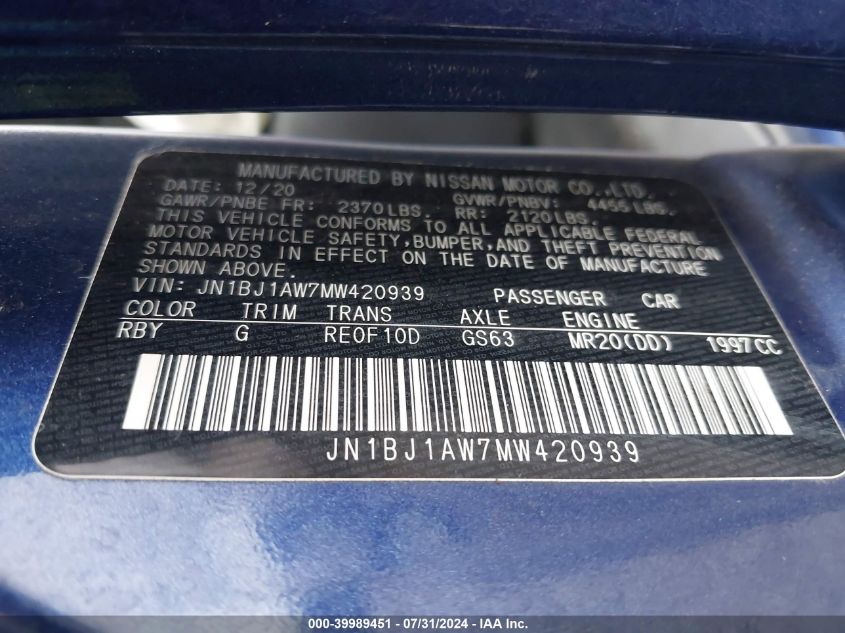 MANUFACTURED BY NISSAN MOTOR CO.,LTD.
DATE: 12/20 GVWR/PNBV: 4455 LBS.
GAWR/PNBE FR: 2370LBS. RR: 2120LBS.
THIS VEHICLE CONFORMS TO ALL APPLICABLE FEDERAL
MOTOR VEHICLE SAFETY,BUMPER,AND THEFT PREVENTION
STANDARDS IN EFFECT ON THE DATE OF MANUFACTURE
SHOWN ABOVE.
VIN: JN1BJ1AW7MW420939 PASSENGER CAR
COLOR TRIM TRANS AXLE ENGINE
RBY G RE0F10D GS63 MR20(DD) 1997CC
JN1BJ1AW7MW420939
000-39989451 - 07/31/2024 - IAA Inc.